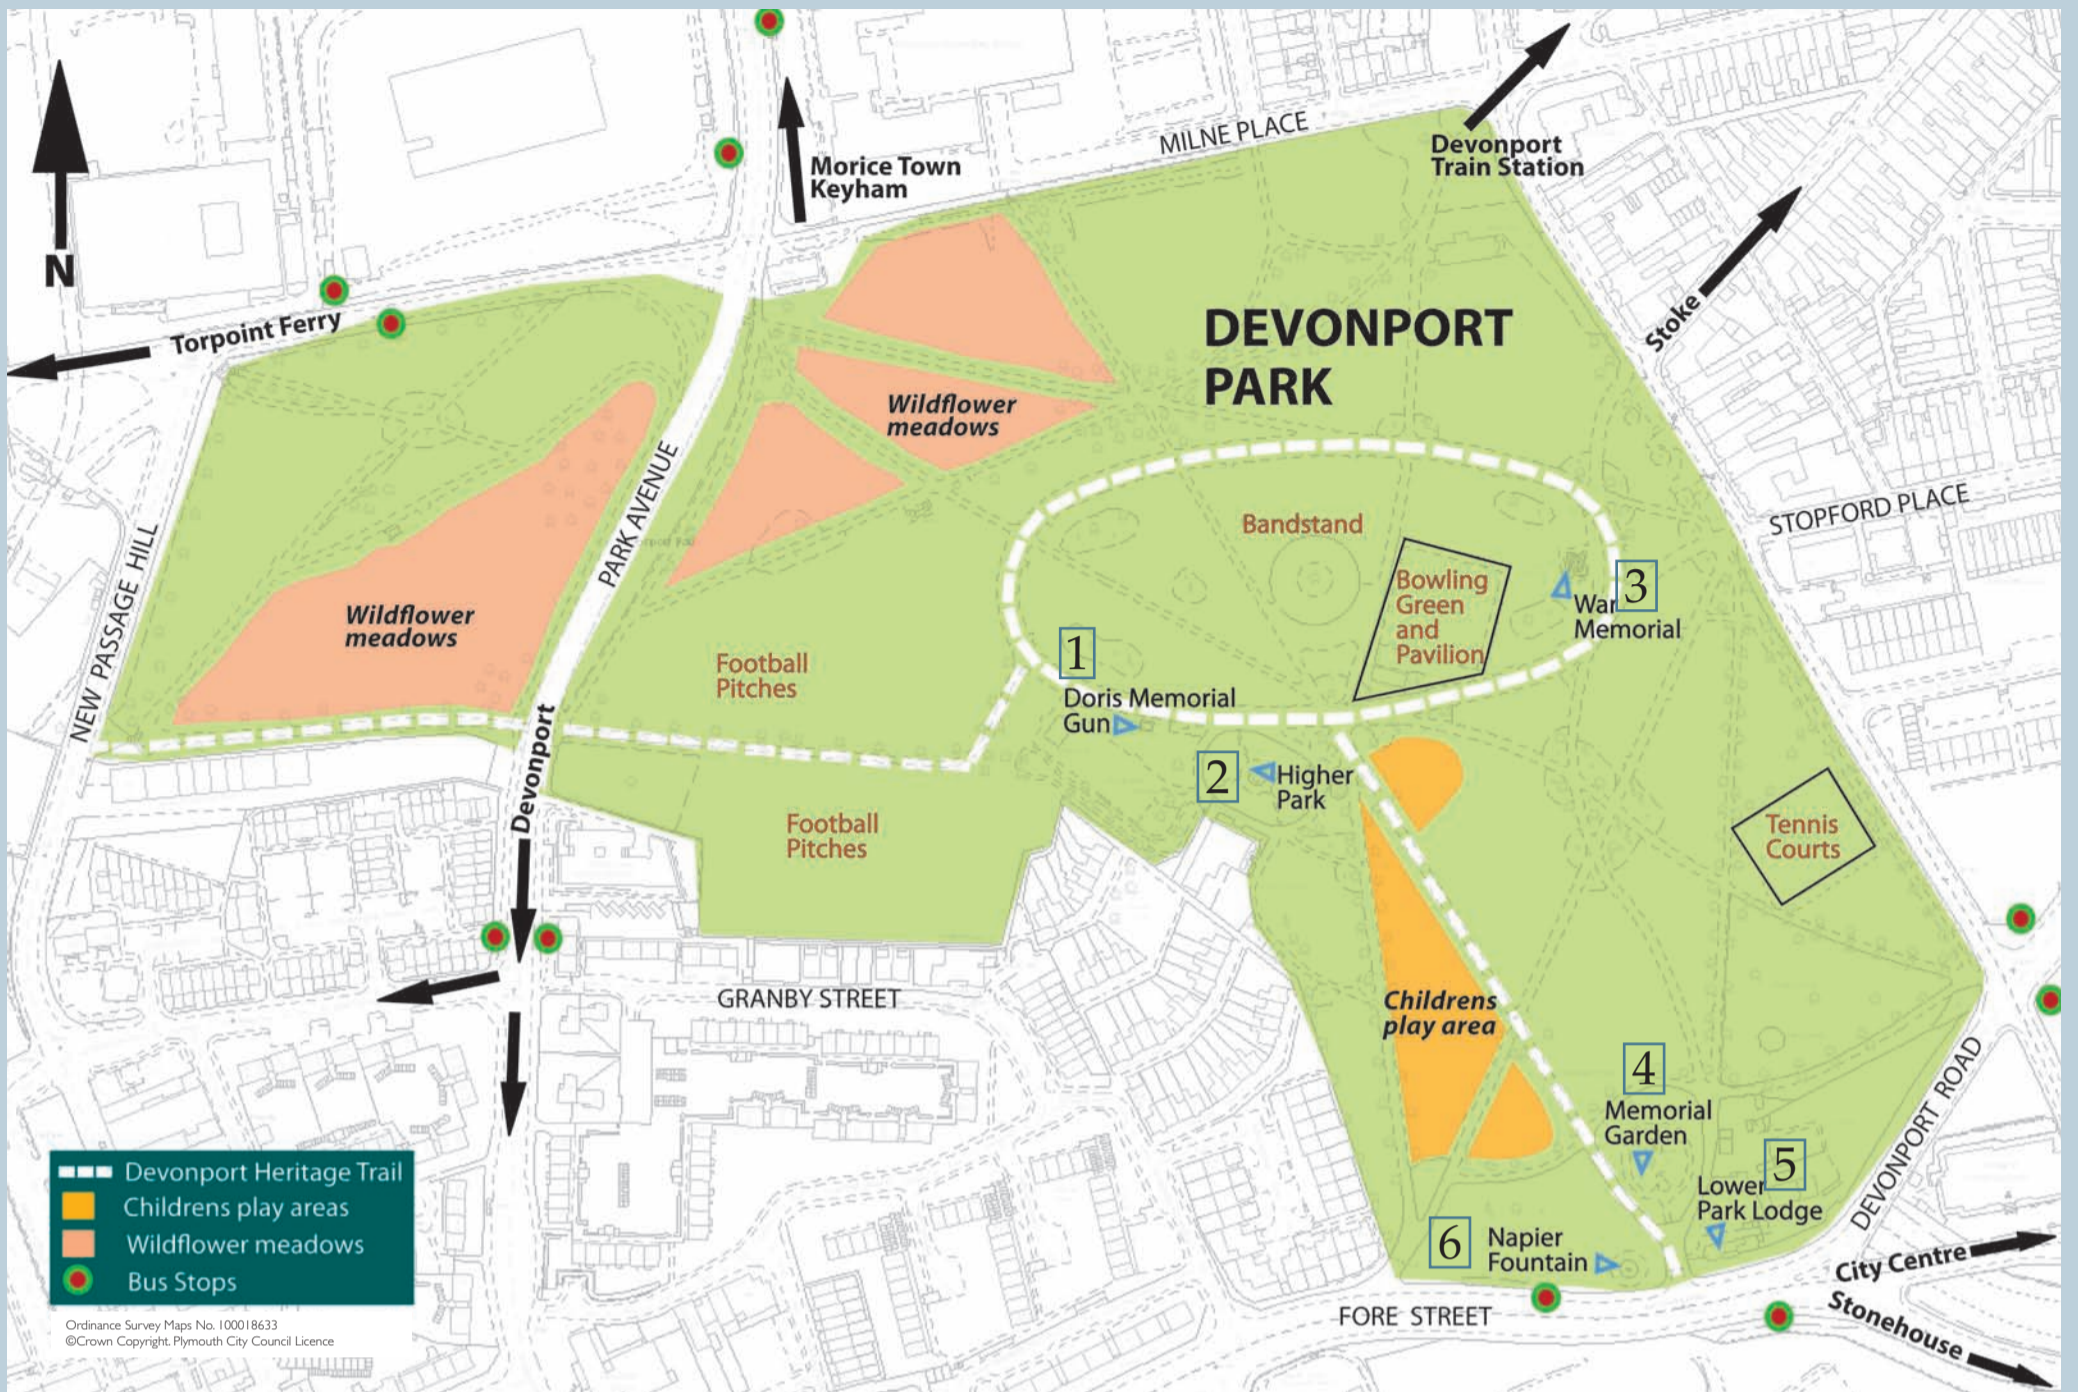 MILNE PLACE
Devonport
Train Station
Morice Town
Keyham
N
Torpoint Ferry
Stoke
DEVONPORT
PARK
Wildflower
meadows
STOPFORD PLACE
PARK AVENUE
NEW PASSAGE HILL
Bandstand
Bowling
Green
and
Pavilion
3
War
Memorial
Wildflower
meadows
Football
Pitches
1
Doris Memorial
Gun
2
Higher
Park
Devonport
Football
Pitches
Tennis
Courts
GRANBY STREET
Childrens
play area
4
Memorial
Garden
5
Lower
Park Lodge
DEVONPORT ROAD
6
Napier
Fountain
City Centre
Stonehouse
FORE STREET
Devonport Heritage Trail
Childrens play areas
Wildflower meadows
Bus Stops
Ordinance Survey Maps No. 100018633
©Crown Copyright. Plymouth City Council Licence